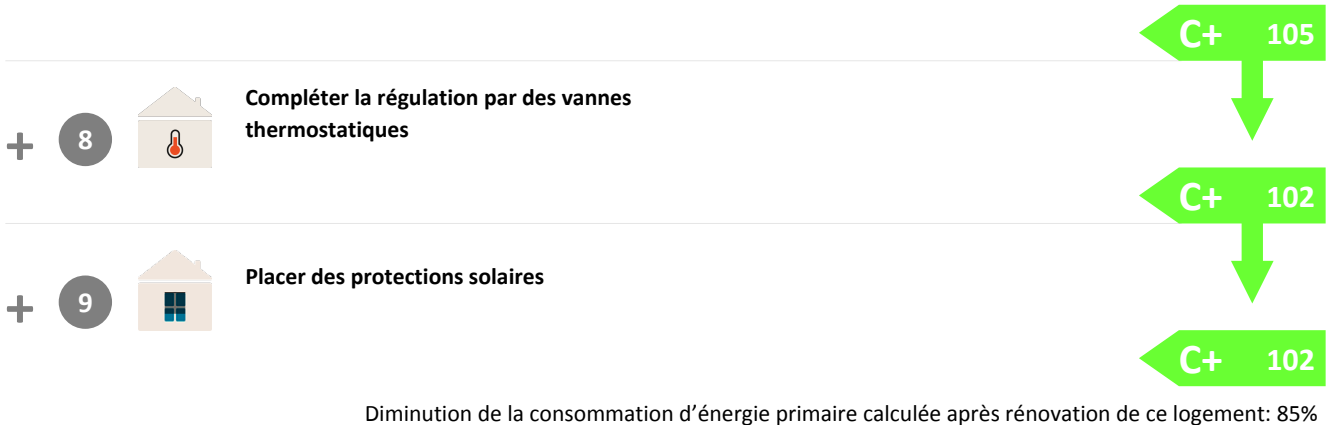 C+ 105
+ 8 Compléter la régulation par des vannes
thermostatiques
C+ 102
+ 9 Placer des protections solaires
C+ 102
Diminution de la consommation d’énergie primaire calculée après rénovation de ce logement: 85%